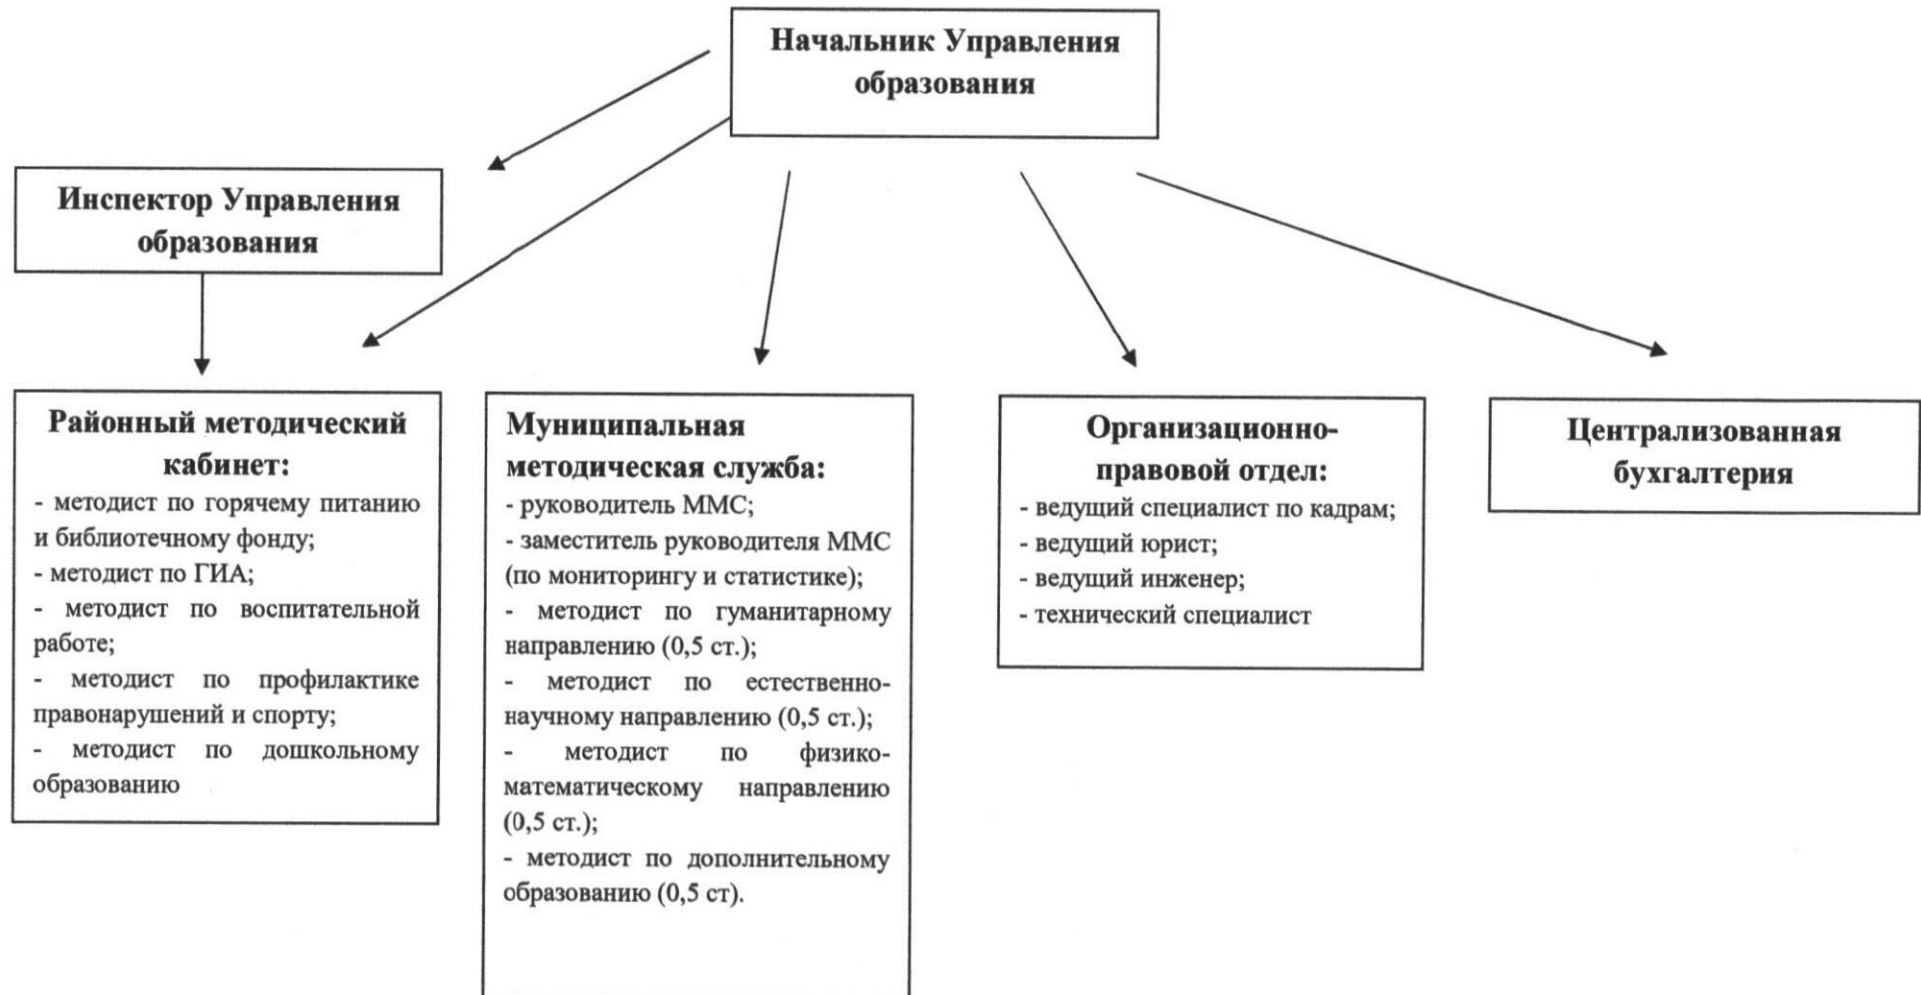 Начальник Управления
образования
Инспектор Управления
образования
Районный методический
кабинет:
- методист по горячему питанию
и библиотечному фонду;
- методист по ГИА;
- методист по воспитательной
работе;
- методист по профилактике
правонарушений и спорту;
- методист по дошкольному
образованию
Муниципальная
методическая служба:
- руководитель ММС;
- заместитель руководителя ММС
(по мониторингу и статистике);
- методист по гуманитарному
направлению (0,5 ст.);
- методист по естественно-
научному направлению (0,5 ст.);
- методист по физико-
математическому направлению
(0,5 ст.);
- методист по дополнительному
образованию (0,5 ст).
Организационно-
правовой отдел:
- ведущий специалист по кадрам;
- ведущий юрист;
- ведущий инженер;
- технический специалист
Централизованная
бухгалтерия